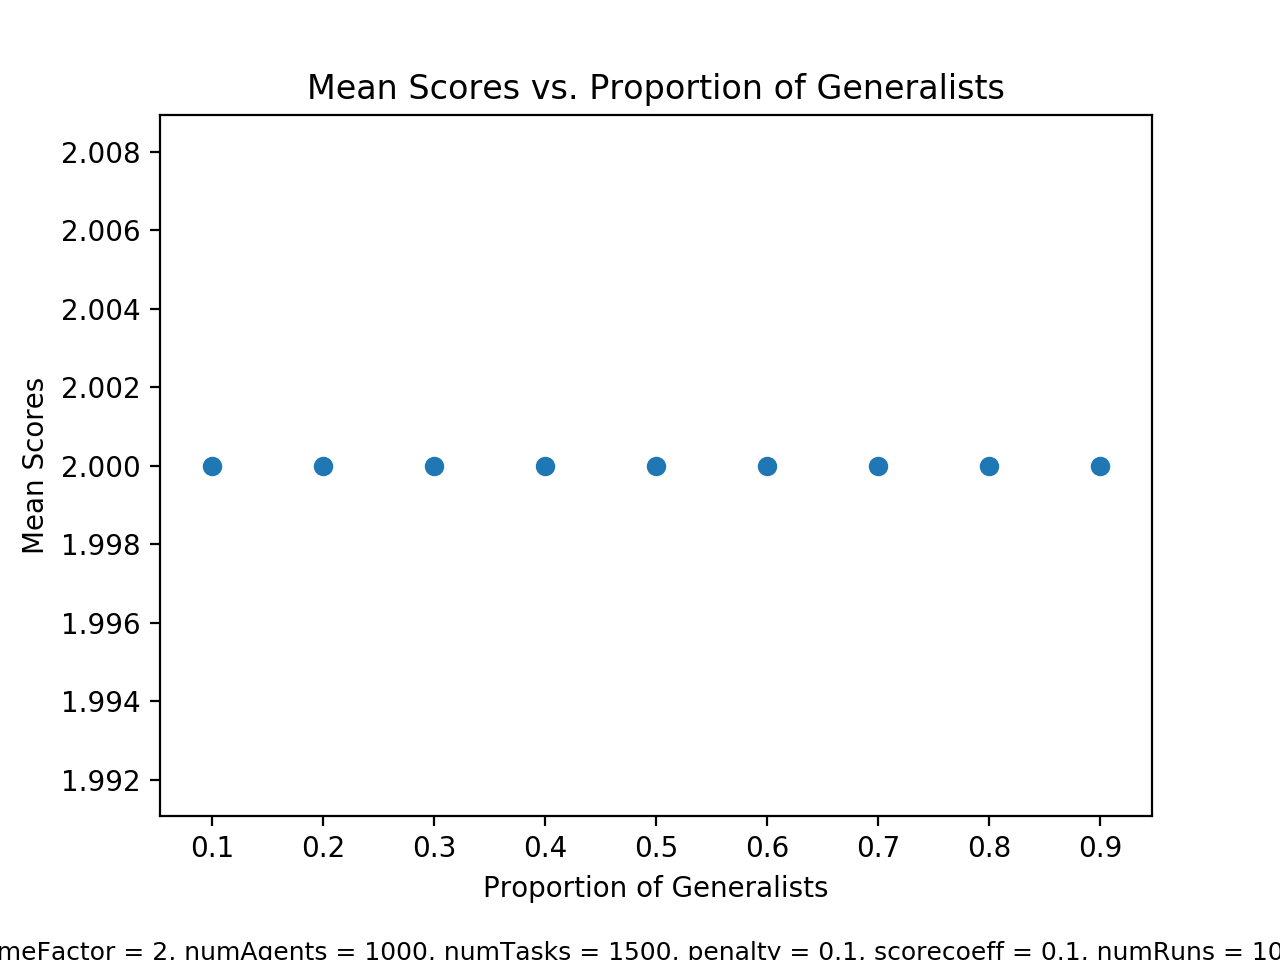 Mean Scores vs. Proportion of Generalists
2.008
2.006
2.004
2.002
2.000
1.998
1.996
1.994
1.992
Mean Scores
0.1 0.2 0.3 0.4 0.5 0.6 0.7 0.8 0.9
Proportion of Generalists
meFactor = 2, numAgents = 1000, numTasks = 1500, penalty = 0.1, scorecoeff = 0.1, numRuns = 10